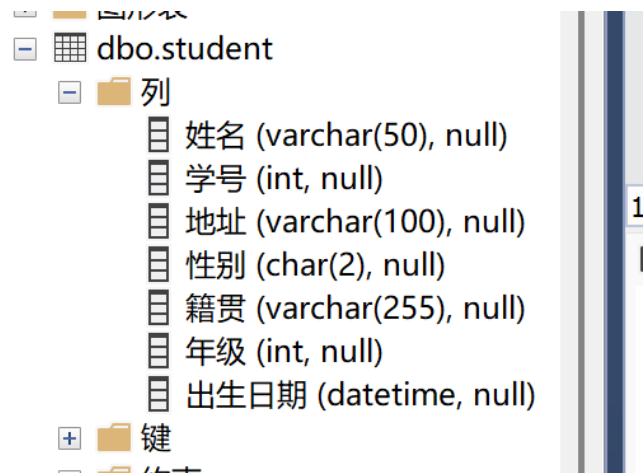 dbo.student
列
姓名 (varchar(50), null)
学号 (int, null)
地址 (varchar(100), null)
性别 (char(2), null)
籍贯 (varchar(255), null)
年级 (int, null)
出生日期 (datetime, null)
键
1